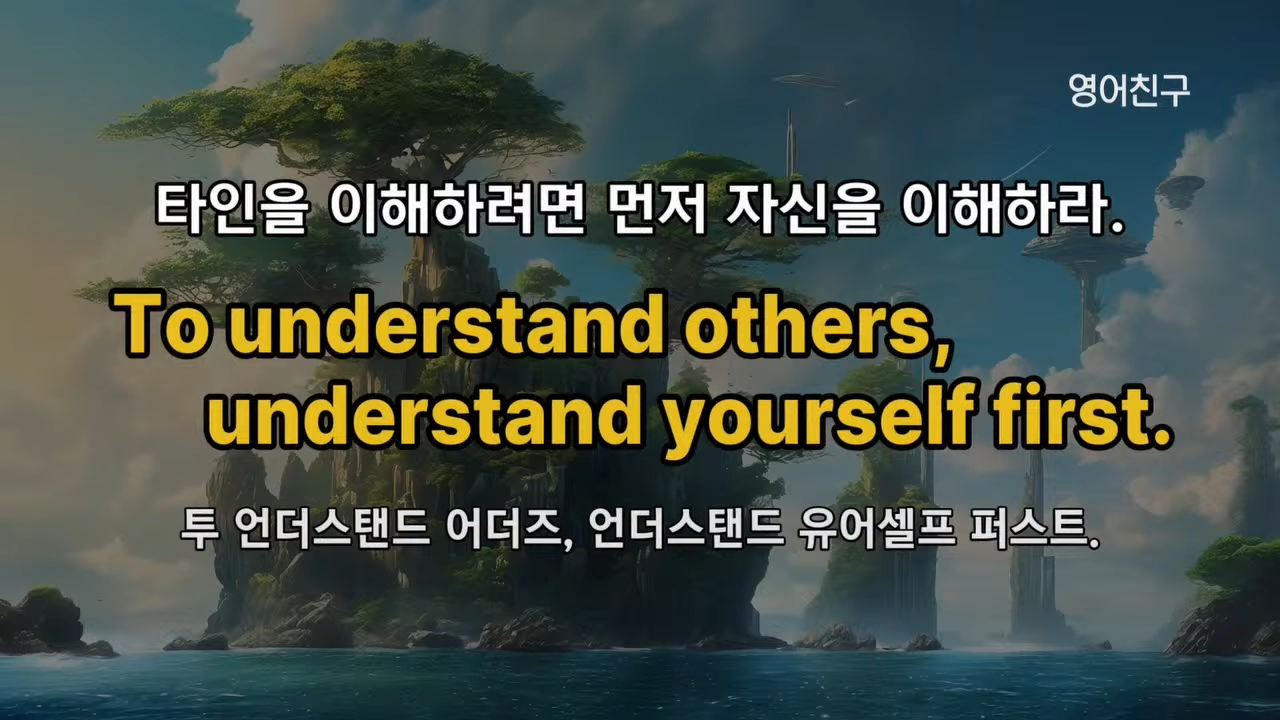 영어친구
타인을 이해하려면 먼저 자신을 이해하라.
To understand others,
understand yourself first.
투 언더스탠드 어더즈, 언더스탠드 유어셀프 퍼스트.